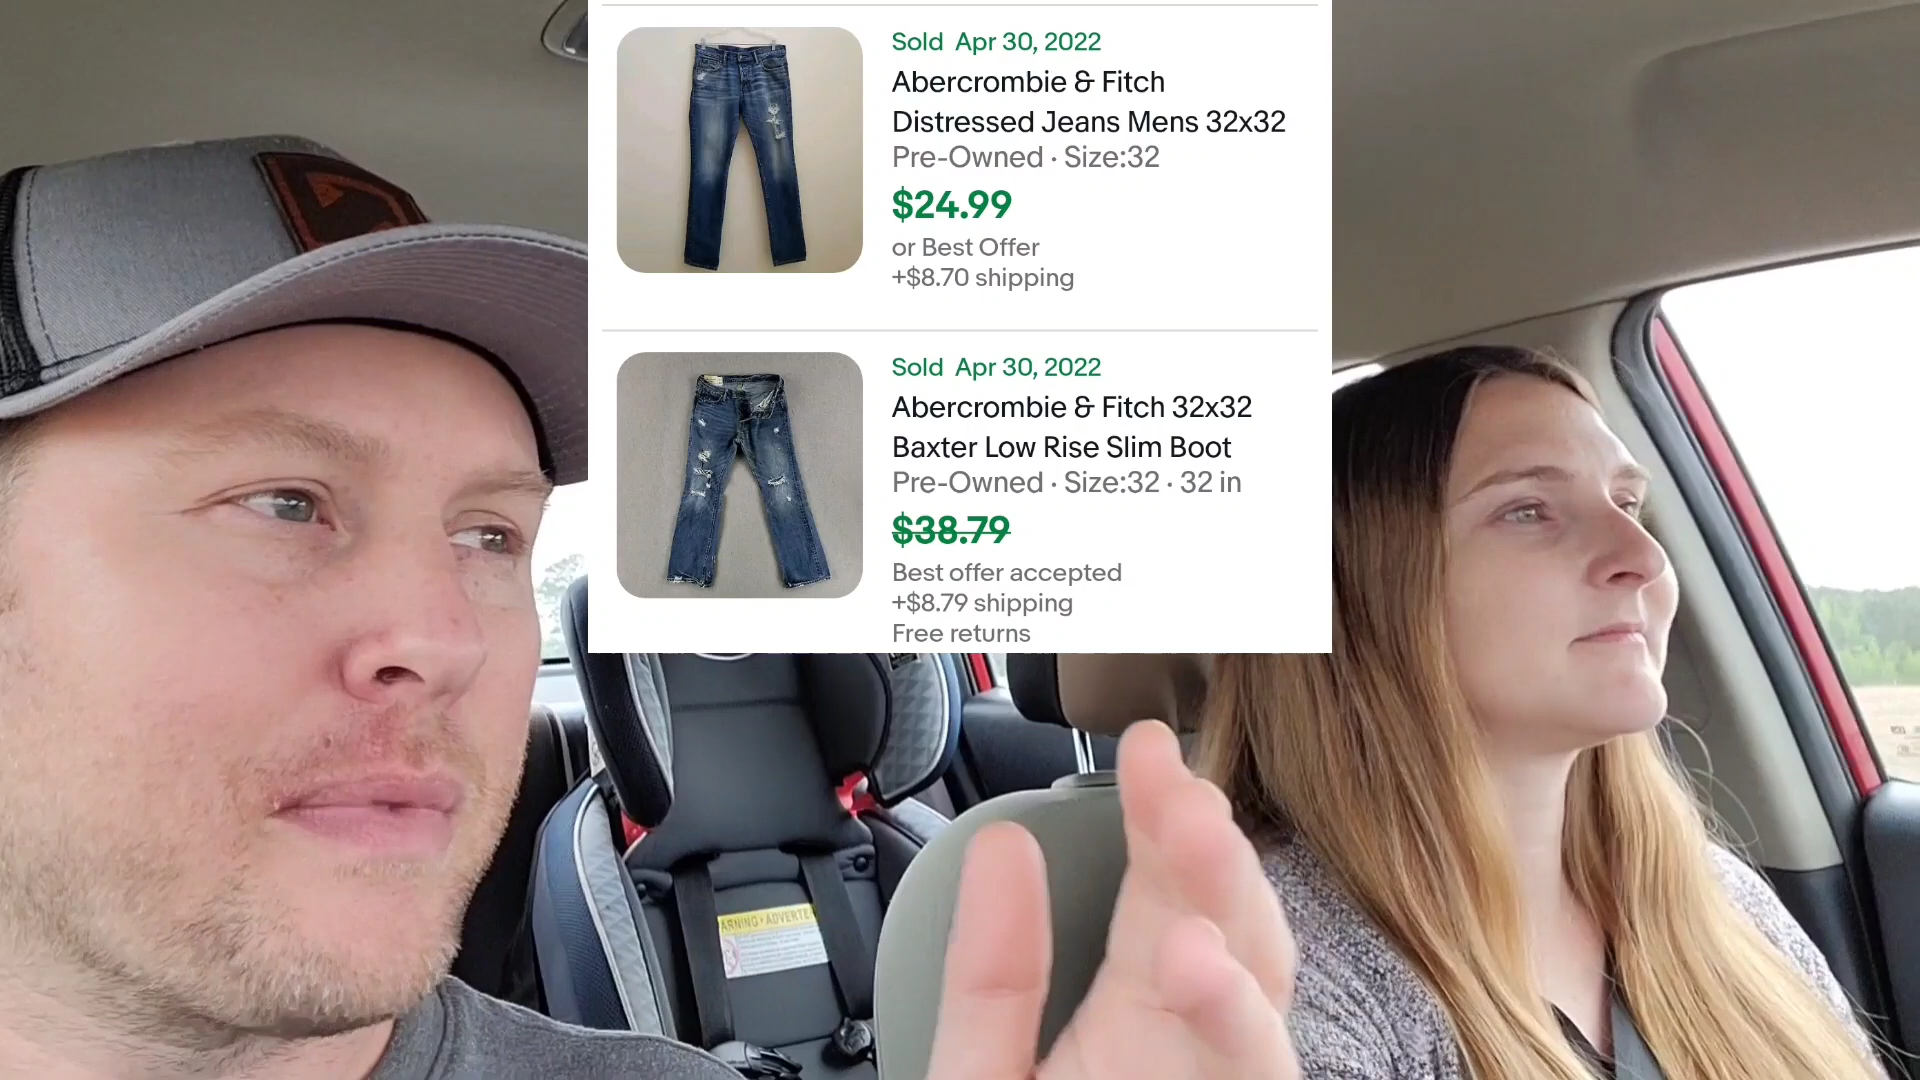 Sold Apr 30, 2022
Abercrombie & Fitch
Distressed Jeans Mens 32x32
Pre-Owned · Size:32
$24.99
or Best Offer
+$8.70 shipping
Sold Apr 30, 2022
Abercrombie & Fitch 32x32
Baxter Low Rise Slim Boot
Pre-Owned · Size:32 · 32 in
$38.79
Best offer accepted
+$8.79 shipping
Free returns